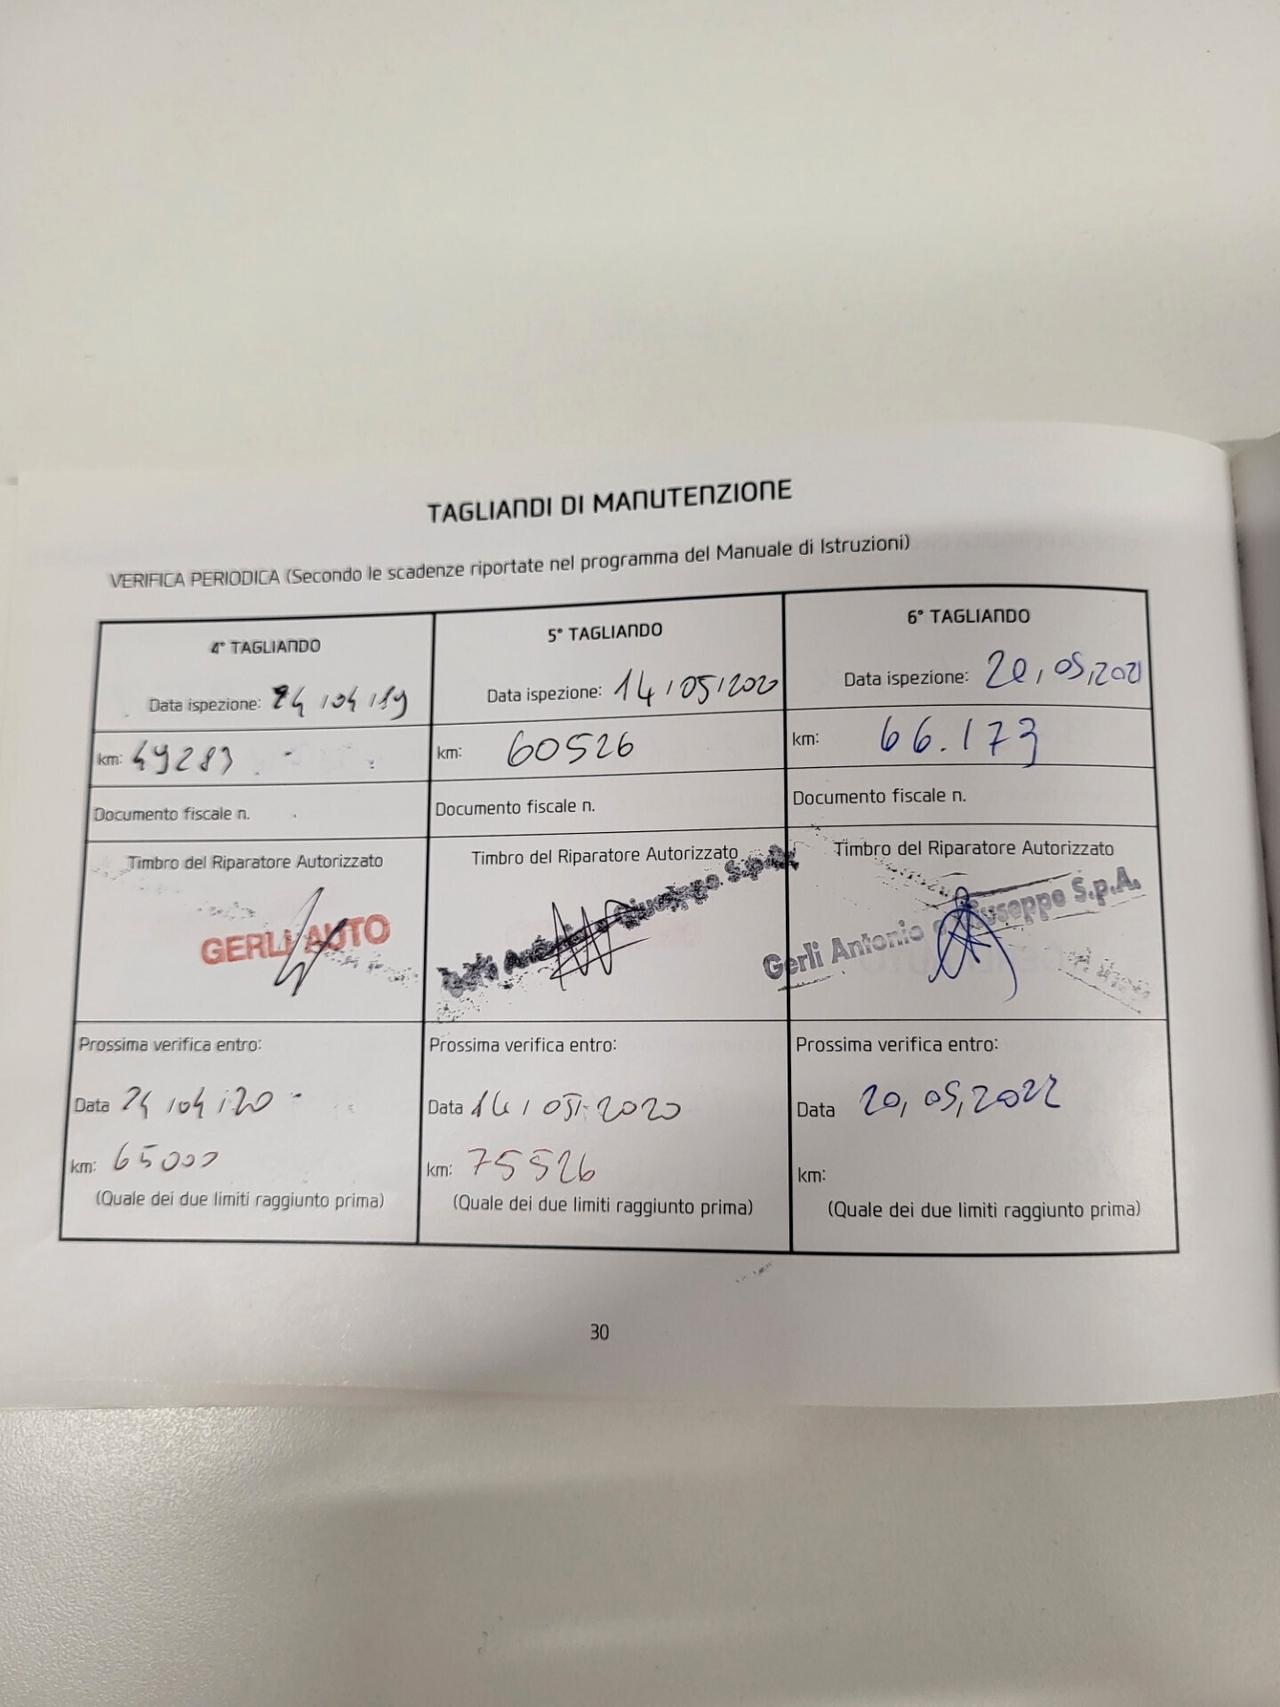 TAGLIANDI DI MANUTENZIONE
VERIFICA PERIODICA (Secondo le scadenze riportate nel programma del Manuale di Istruzioni)
4° TAGLIANDO
Data ispezione: 24/04/19
km: 49283
Documento fiscale n.
Timbro del Riparatore Autorizzato
GERLI AUTO
Prossima verifica entro:
Data 24/04/20
km: 65000
(Quale dei due limiti raggiunto prima)
5° TAGLIANDO
Data ispezione: 14/05/2020
km: 60526
Documento fiscale n.
Timbro del Riparatore Autorizzato
Giuseppe S.p.A.
Prossima verifica entro:
Data 14/05/2020
km: 75526
(Quale dei due limiti raggiunto prima)
6° TAGLIANDO
Data ispezione: 20,05,2021
km: 66.173
Documento fiscale n.
Timbro del Riparatore Autorizzato
Gerli Antonio Giuseppe S.p.A.
Prossima verifica entro:
Data 20,05,2022
km:
(Quale dei due limiti raggiunto prima)
30